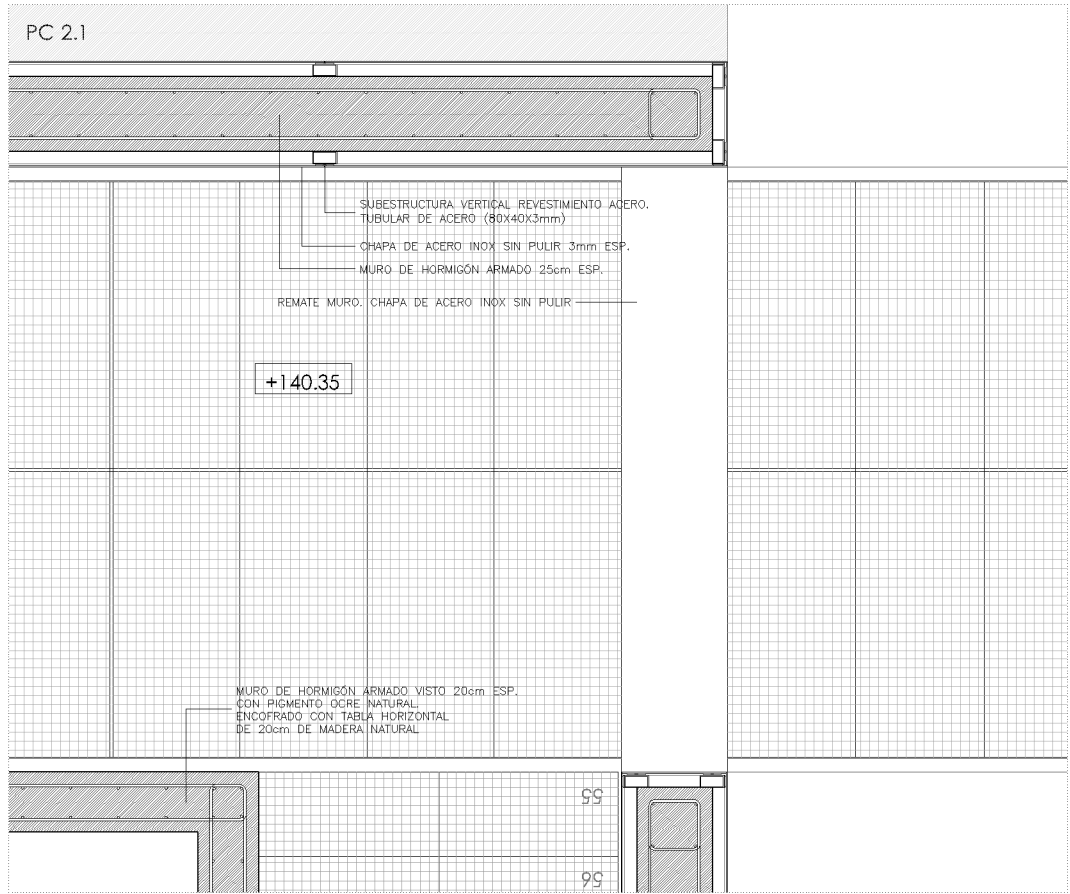 PC 2.1
SUBESTRUCTURA VERTICAL REVESTIMIENTO ACERO.
TUBULAR DE ACERO (80X40X3mm)
CHAPA DE ACERO INOX SIN PULIR 3mm ESP.
MURO DE HORMIGÓN ARMADO 25cm ESP.
REMATE MURO. CHAPA DE ACERO INOX SIN PULIR
+140.35
MURO DE HORMIGÓN ARMADO VISTO 20cm ESP.
CON PIGMENTO OCRE NATURAL.
ENCOFRADO CON TABLA HORIZONTAL
DE 20cm DE MADERA NATURAL
55
56